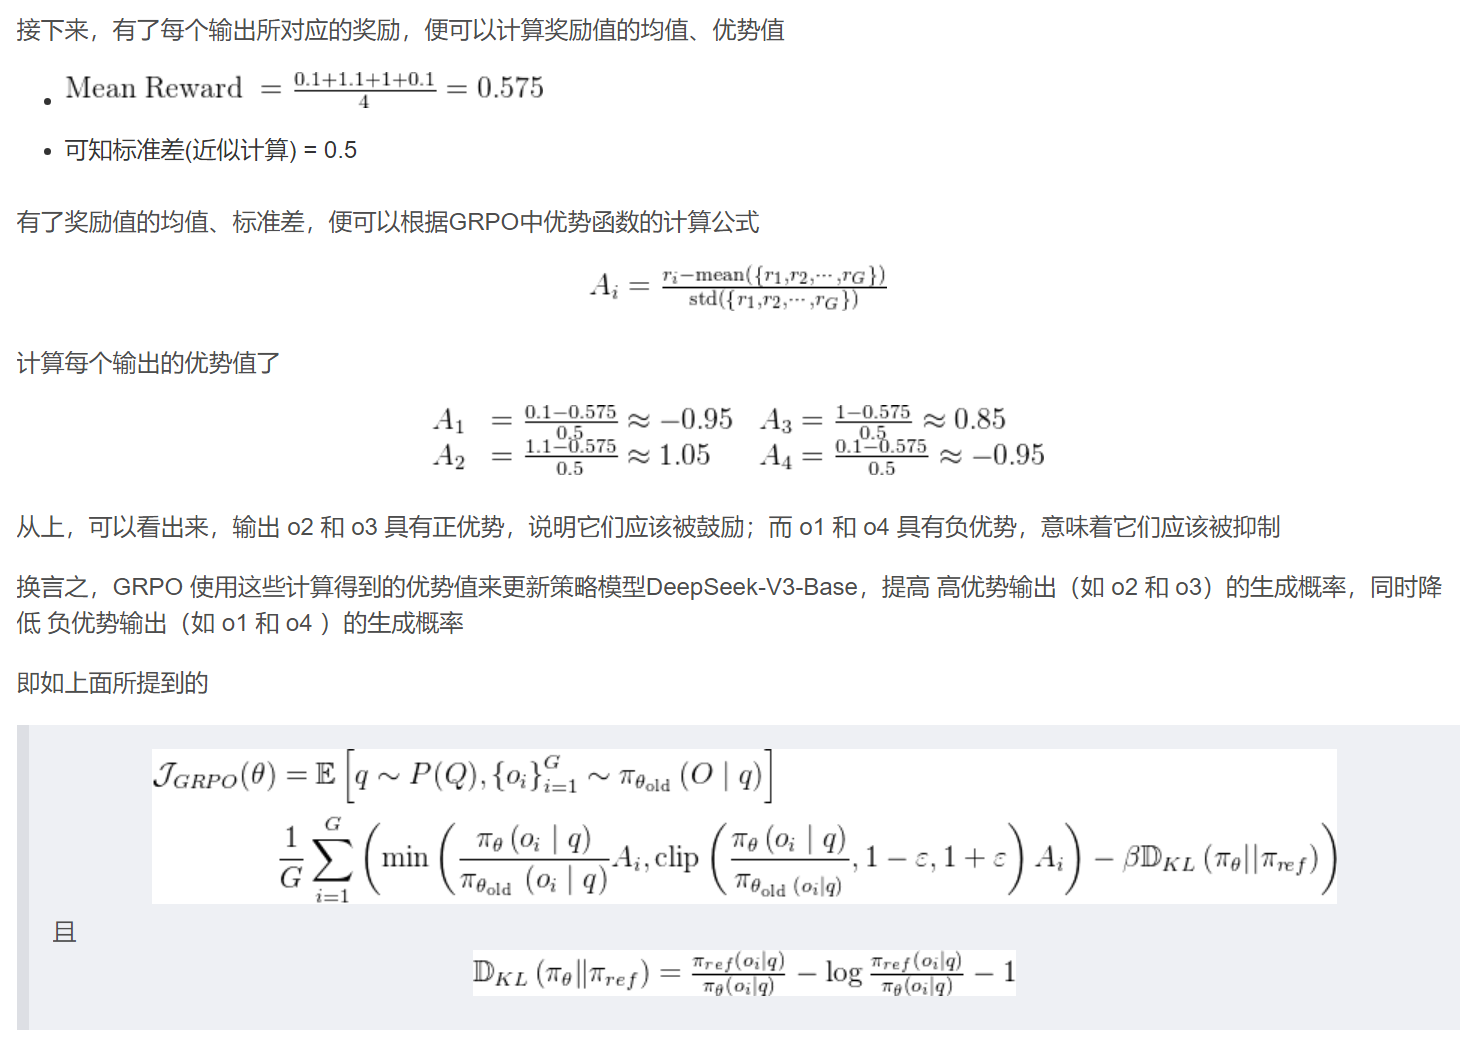 接下来，有了每个输出所对应的奖励，便可以计算奖励值的均值、优势值
• Mean Reward = \frac{0.1+1.1+1+0.1}{4} = 0.575
• 可知标准差(近似计算) = 0.5
有了奖励值的均值、标准差，便可以根据GRPO中优势函数的计算公式
A_i = \frac{r_i - \text{mean}(\{r_1, r_2, \cdots, r_G\})}{\text{std}(\{r_1, r_2, \cdots, r_G\})}
计算每个输出的优势值了
A_1 = \frac{0.1-0.575}{0.5} ≈ −0.95 A_3 = \frac{1-0.575}{0.5} ≈ 0.85
A_2 = \frac{1.1-0.575}{0.5} ≈ 1.05 A_4 = \frac{0.1-0.575}{0.5} ≈ −0.95
从上，可以看出来，输出 o2 和 o3 具有正优势，说明它们应该被鼓励；而 o1 和 o4 具有负优势，意味着它们应该被抑制
换言之，GRPO 使用这些计算得到的优势值来更新策略模型DeepSeek-V3-Base，提高 高优势输出（如 o2 和 o3）的生成概率，同时降
低 负优势输出（如 o1 和 o4 ）的生成概率
即如上面所提到的
\mathcal{J}_{GRPO}(\theta) = \mathbb{E}\left[q \sim P(Q), \{o_i\}_{i=1}^{G} \sim \pi_{\theta_{\text{old}}}(O \mid q)\right]
\frac{1}{G}\sum_{i=1}^{G}\left(\min\left(\frac{\pi_\theta(o_i \mid q)}{\pi_{\theta_{\text{old}}}(o_i \mid q)}A_i, \text{clip}\left(\frac{\pi_\theta(o_i \mid q)}{\pi_{\theta_{\text{old}}}(o_i|q)}, 1-\varepsilon, 1+\varepsilon\right)A_i\right) - \beta\mathbb{D}_{KL}(\pi_\theta||\pi_{ref})\right)
且
\mathbb{D}_{KL}(\pi_\theta||\pi_{ref}) = \frac{\pi_{ref}(o_i|q)}{\pi_\theta(o_i|q)} - \log\frac{\pi_{ref}(o_i|q)}{\pi_\theta(o_i|q)} - 1